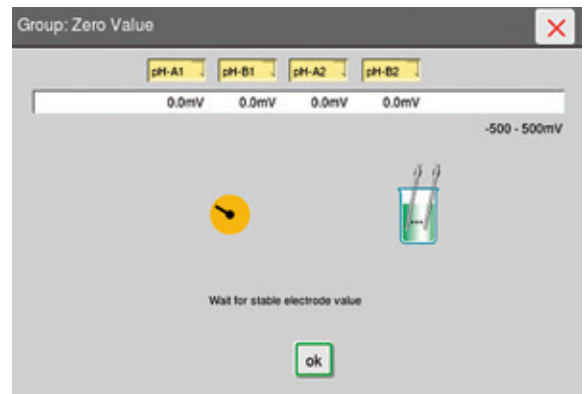 Group: Zero Value
pH-A1 pH-B1 pH-A2 pH-B2
0.0mV 0.0mV 0.0mV 0.0mV
-500 - 500mV
Wait for stable electrode value
ok